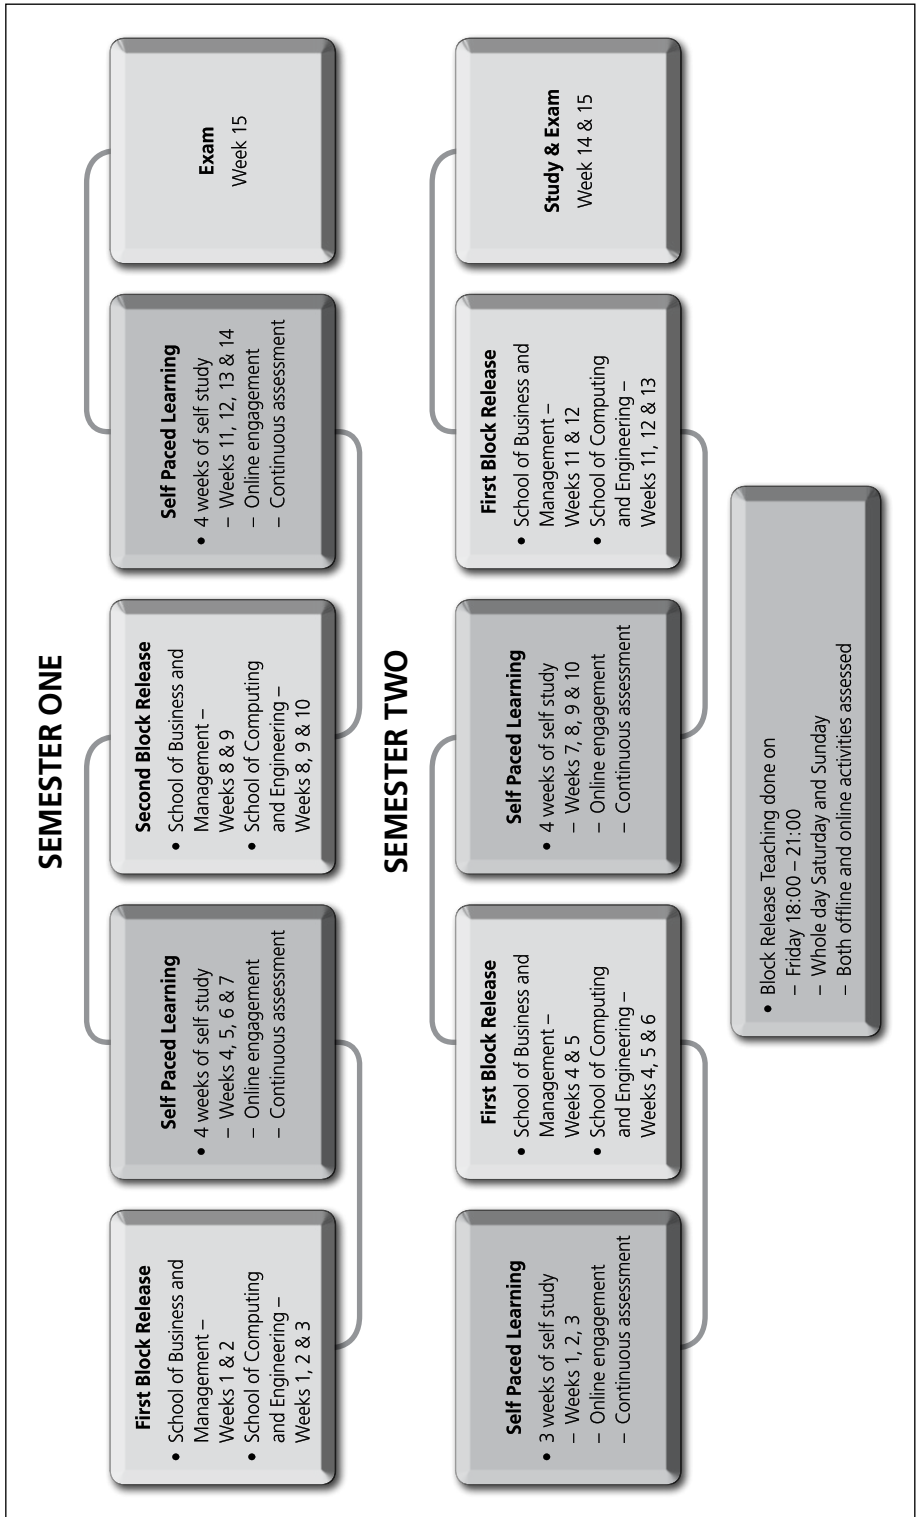 SEMESTER ONE
First Block Release
• School of Business and
Management –
Weeks 1 & 2
• School of Computing
and Engineering –
Weeks 1, 2 & 3
Self Paced Learning
• 4 weeks of self study
– Weeks 4, 5, 6 & 7
– Online engagement
– Continuous assessment
Second Block Release
• School of Business and
Management –
Weeks 8 & 9
• School of Computing
and Engineering –
Weeks 8, 9 & 10
Self Paced Learning
• 4 weeks of self study
– Weeks 11, 12, 13 & 14
– Online engagement
– Continuous assessment
Exam
Week 15
SEMESTER TWO
Self Paced Learning
• 3 weeks of self study
– Weeks 1, 2, 3
– Online engagement
– Continuous assessment
First Block Release
• School of Business and
Management –
Weeks 4 & 5
• School of Computing
and Engineering –
Weeks 4, 5 & 6
Self Paced Learning
• 4 weeks of self study
– Weeks 7, 8, 9 & 10
– Online engagement
– Continuous assessment
First Block Release
• School of Business and
Management –
Weeks 11 & 12
• School of Computing
and Engineering –
Weeks 11, 12 & 13
Study & Exam
Week 14 & 15
• Block Release Teaching done on
– Friday 18:00 – 21:00
– Whole day Saturday and Sunday
– Both offline and online activities assessed